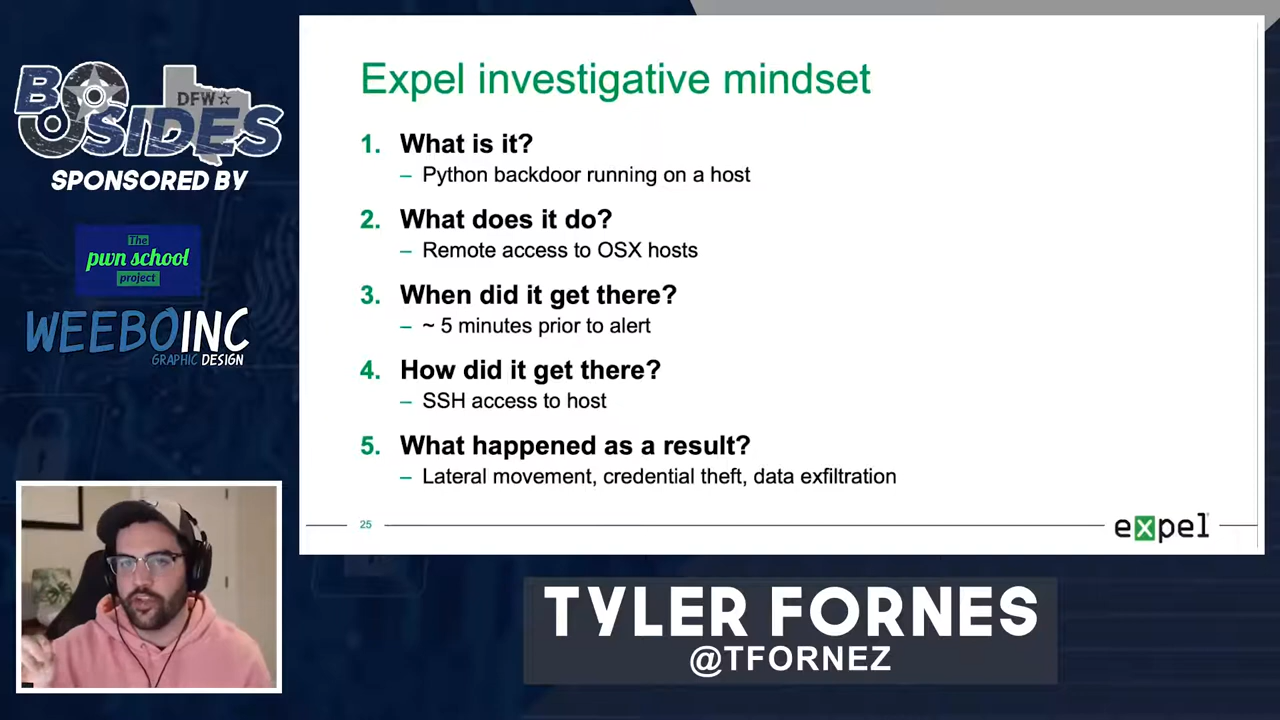 BSIDES
DFW
SPONSORED BY
The
pwn school
project
WEEBOINC
GRAPHIC DESIGN
Expel investigative mindset
1. What is it?
– Python backdoor running on a host
2. What does it do?
– Remote access to OSX hosts
3. When did it get there?
– ~ 5 minutes prior to alert
4. How did it get there?
– SSH access to host
5. What happened as a result?
– Lateral movement, credential theft, data exfiltration
25
expel
TYLER FORNES
@TFORNEZ